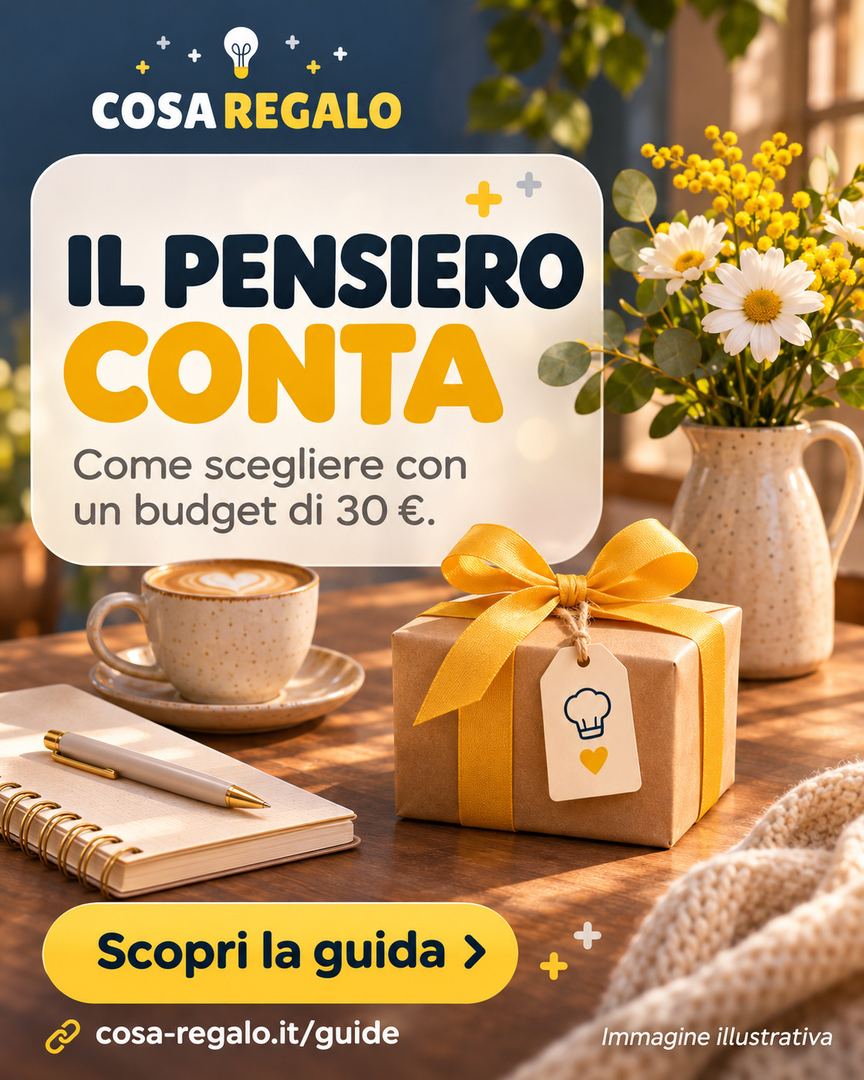 COSA REGALO
IL PENSIERO
CONTA
Come scegliere con
un budget di 30 €.
Scopri la guida
cosa-regalo.it/guide
Immagine illustrativa